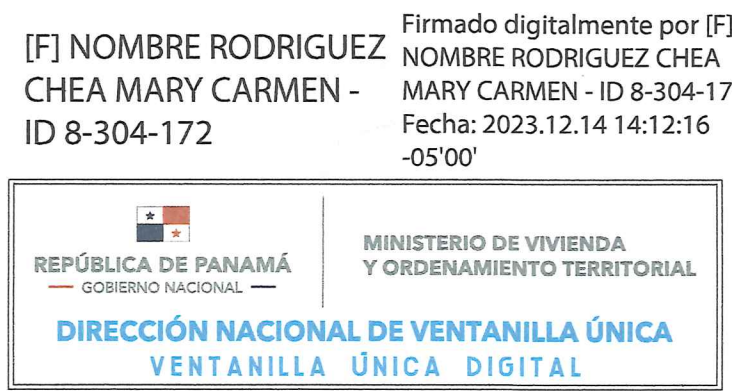 [F] NOMBRE RODRIGUEZ
CHEA MARY CARMEN -
ID 8-304-172
Firmado digitalmente por [F]
NOMBRE RODRIGUEZ CHEA
MARY CARMEN - ID 8-304-17
Fecha: 2023.12.14 14:12:16
-05'00'
REPÚBLICA DE PANAMÁ
GOBIERNO NACIONAL
MINISTERIO DE VIVIENDA
Y ORDENAMIENTO TERRITORIAL
DIRECCIÓN NACIONAL DE VENTANILLA ÚNICA
VENTANILLA ÚNICA DIGITAL